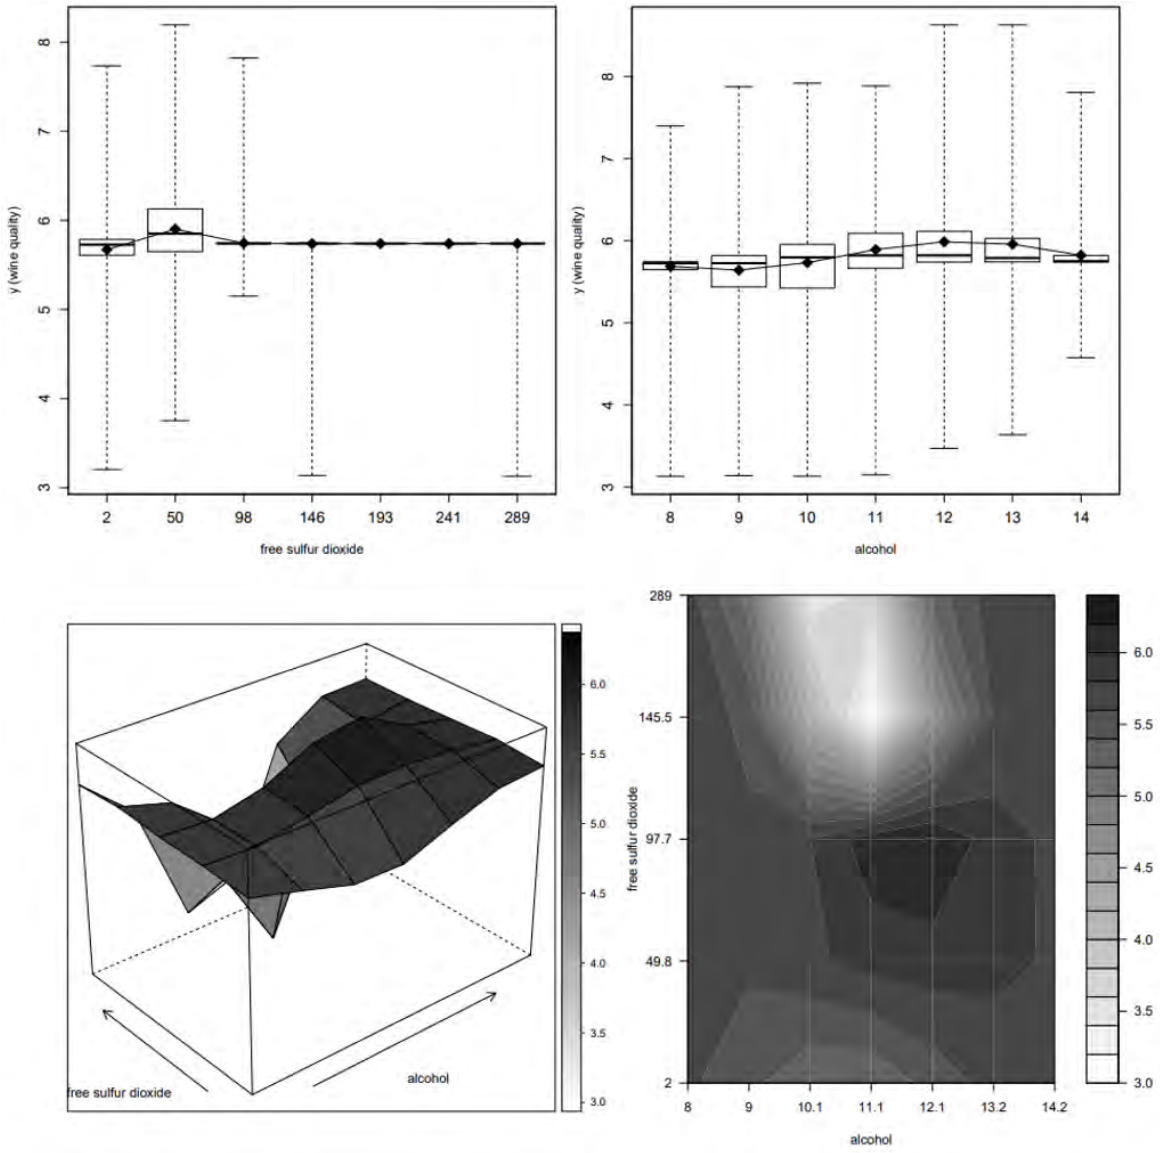 8
7
6
5
4
3
y (wine quality)
2 50 98 146 193 241 289
free sulfur dioxide
8
7
6
5
4
3
y (wine quality)
8 9 10 11 12 13 14
alcohol
6.0
5.5
5.0
4.5
4.0
3.5
3.0
free sulfur dioxide
alcohol
289
145.5
97.7
49.8
2
free sulfur dioxide
8 9 10.1 11.1 12.1 13.2 14.2
alcohol
6.0
5.5
5.0
4.5
4.0
3.5
3.0